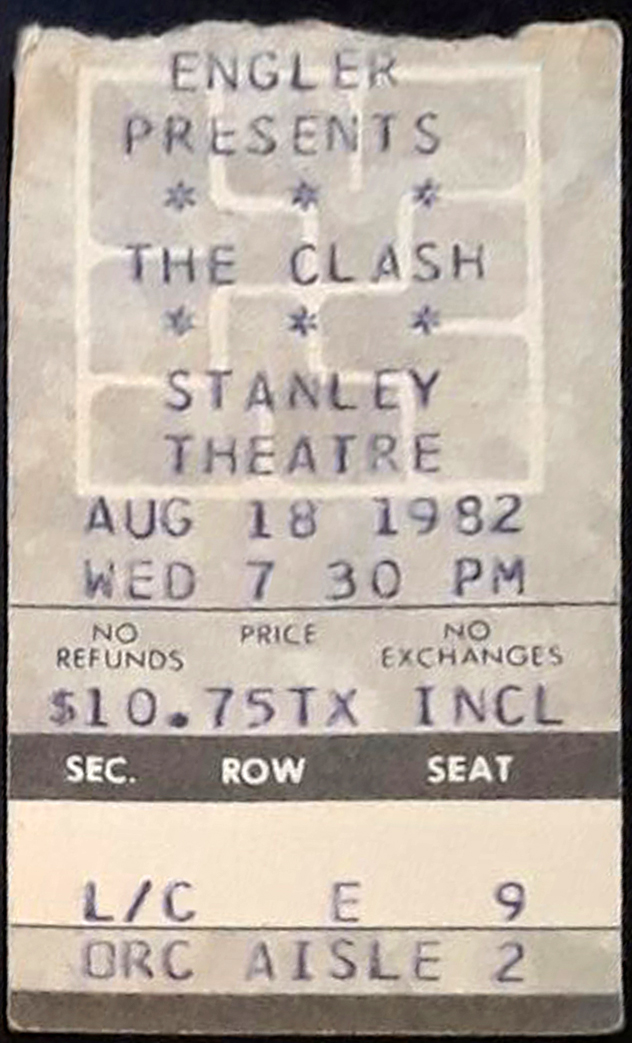 ENGLER
PRESENTS
* * *
THE CLASH
* * *
STANLEY
THEATRE
AUG 18 1982
WED 7 30 PM
NO REFUNDS PRICE NO EXCHANGES
$10.75TX INCL
SEC. ROW SEAT
L/C E 9
ORC AISLE 2